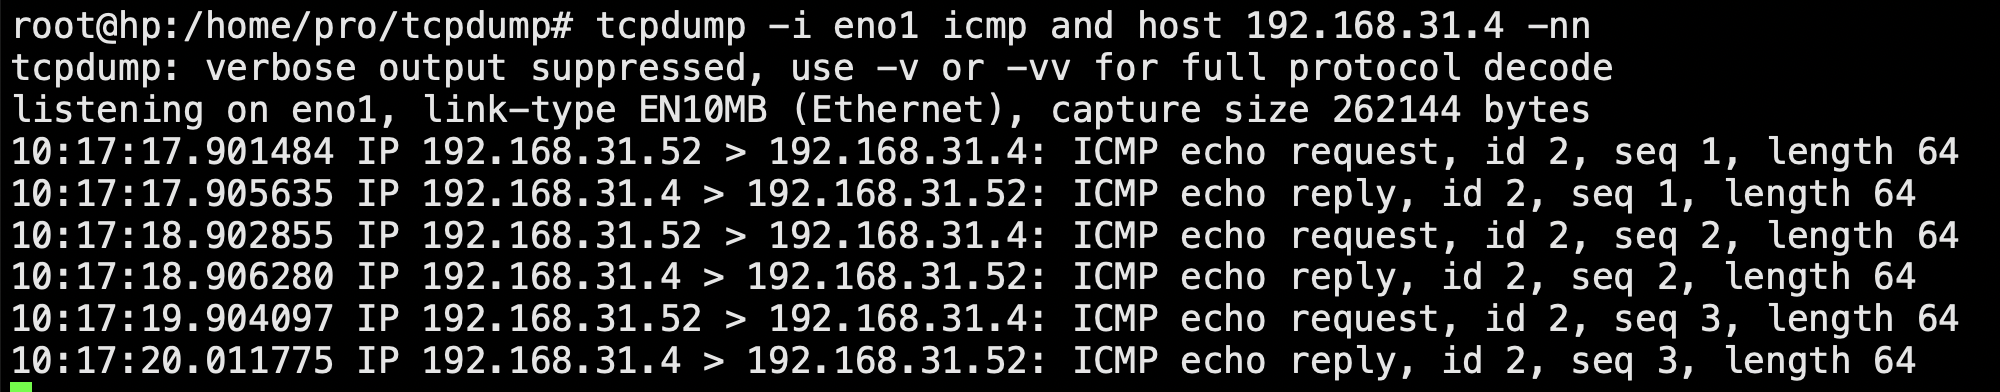 root@hp:/home/pro/tcpdump# tcpdump -i eno1 icmp and host 192.168.31.4 -nn
tcpdump: verbose output suppressed, use -v or -vv for full protocol decode
listening on eno1, link-type EN10MB (Ethernet), capture size 262144 bytes
10:17:17.901484 IP 192.168.31.52 > 192.168.31.4: ICMP echo request, id 2, seq 1, length 64
10:17:17.905635 IP 192.168.31.4 > 192.168.31.52: ICMP echo reply, id 2, seq 1, length 64
10:17:18.902855 IP 192.168.31.52 > 192.168.31.4: ICMP echo request, id 2, seq 2, length 64
10:17:18.906280 IP 192.168.31.4 > 192.168.31.52: ICMP echo reply, id 2, seq 2, length 64
10:17:19.904097 IP 192.168.31.52 > 192.168.31.4: ICMP echo request, id 2, seq 3, length 64
10:17:20.011775 IP 192.168.31.4 > 192.168.31.52: ICMP echo reply, id 2, seq 3, length 64